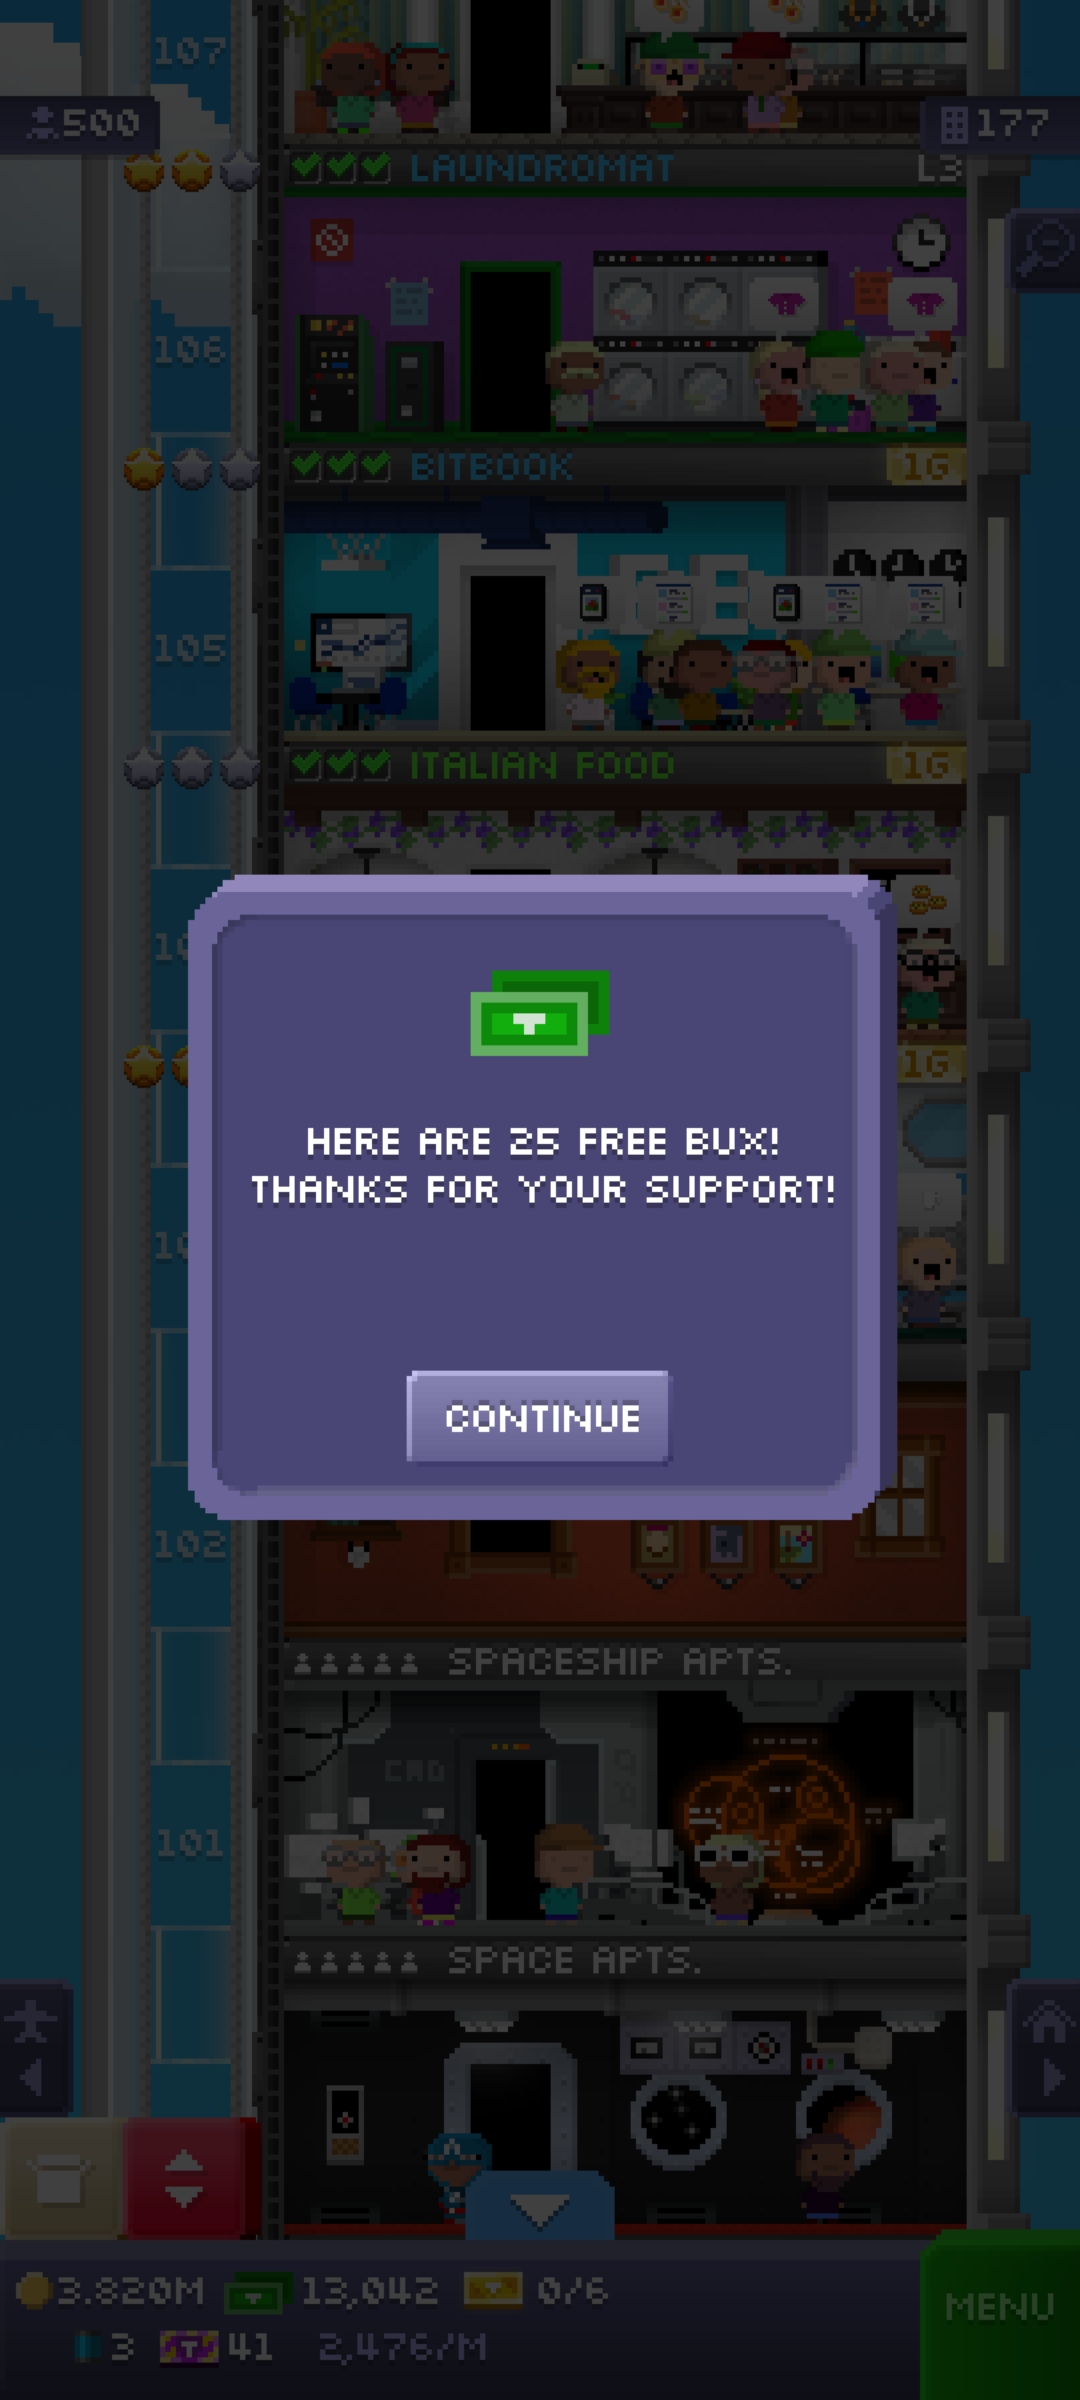 107
500
177
LAUNDROMAT
L3
106
BITBOOK
1G
105
ITALIAN FOOD
1G
1G
HERE ARE 25 FREE BUX!
THANKS FOR YOUR SUPPORT!
CONTINUE
102
SPACESHIP APTS.
CMD
101
SPACE APTS.
3.820M
13,042
0/6
MENU
3
41
2,476/M